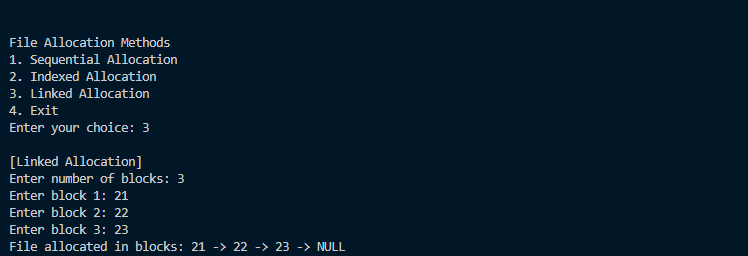 File Allocation Methods
1. Sequential Allocation
2. Indexed Allocation
3. Linked Allocation
4. Exit
Enter your choice: 3
[Linked Allocation]
Enter number of blocks: 3
Enter block 1: 21
Enter block 2: 22
Enter block 3: 23
File allocated in blocks: 21 -> 22 -> 23 -> NULL